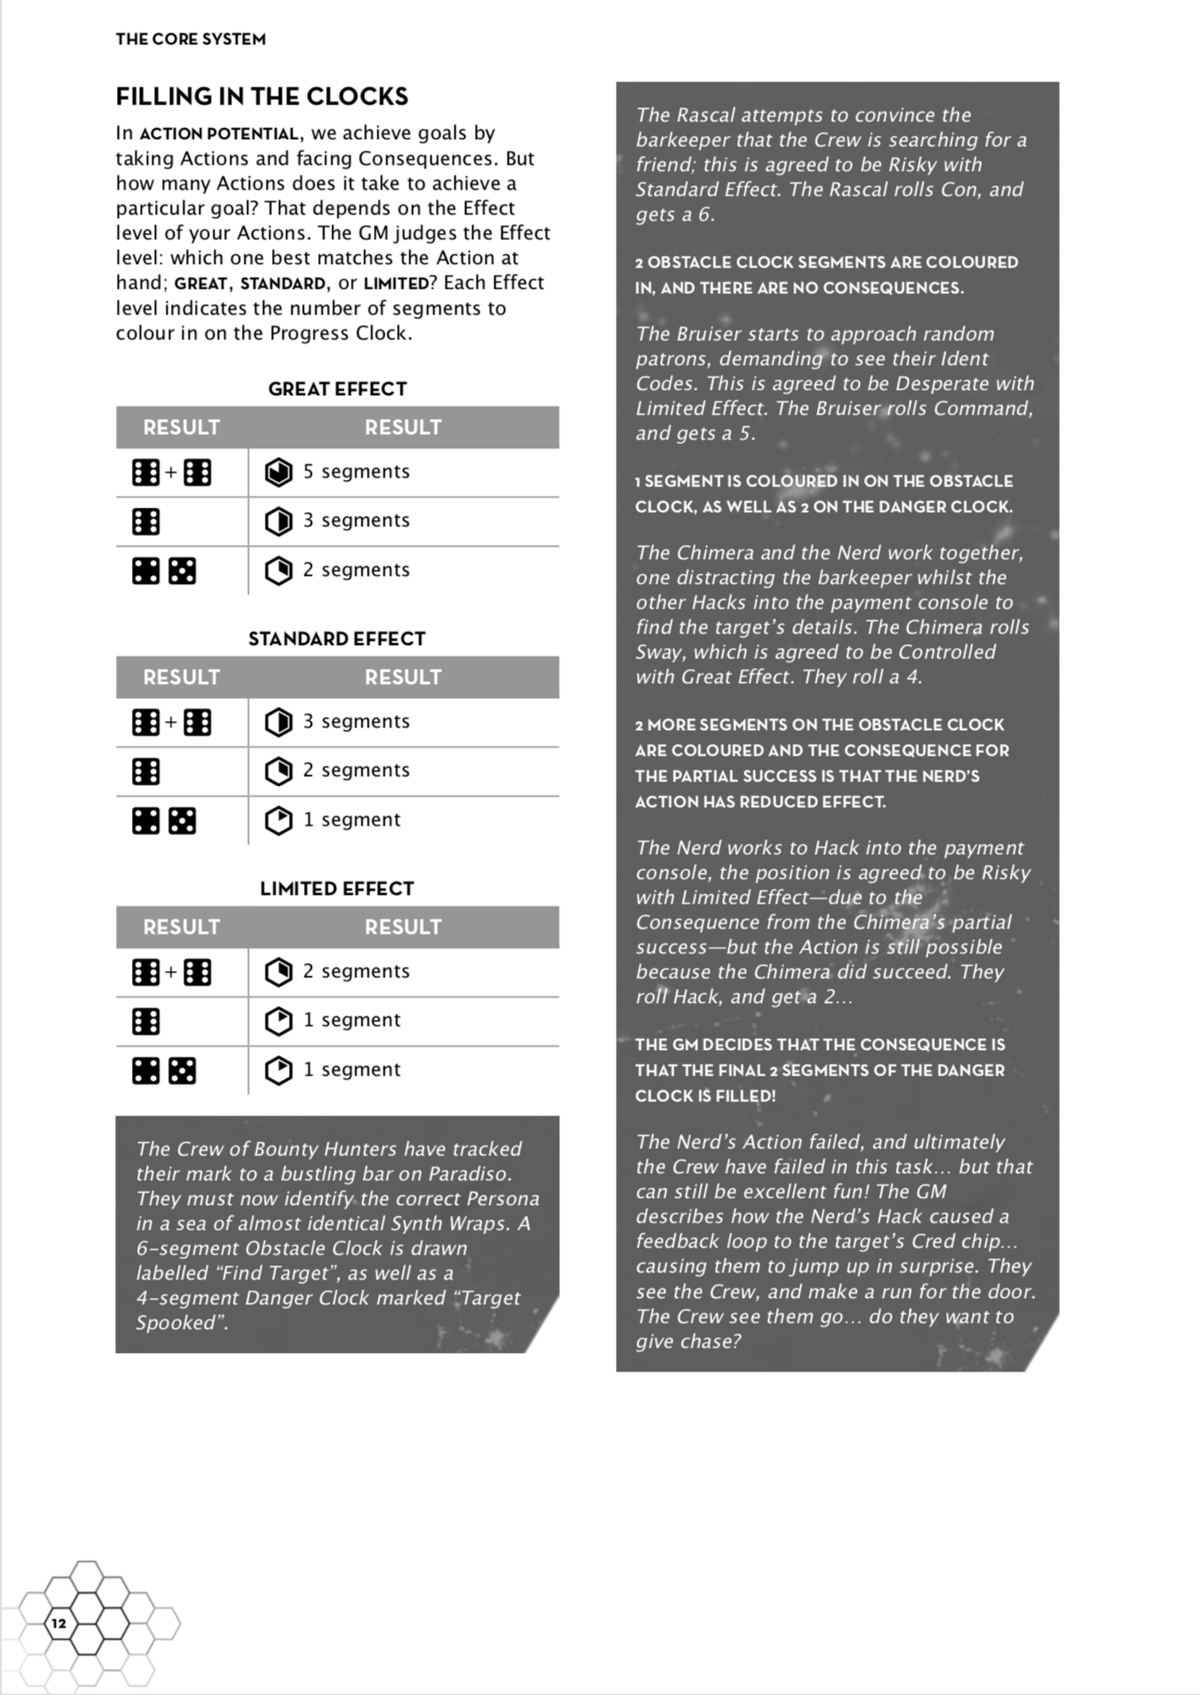 THE CORE SYSTEM
FILLING IN THE CLOCKS
In ACTION POTENTIAL, we achieve goals by
taking Actions and facing Consequences. But
how many Actions does it take to achieve a
particular goal? That depends on the Effect
level of your Actions. The GM judges the Effect
level: which one best matches the Action at
hand; GREAT, STANDARD, or LIMITED? Each Effect
level indicates the number of segments to
colour in on the Progress Clock.
GREAT EFFECT
RESULT RESULT
+ 5 segments
3 segments
2 segments
STANDARD EFFECT
RESULT RESULT
+ 3 segments
2 segments
1 segment
LIMITED EFFECT
RESULT RESULT
+ 2 segments
1 segment
1 segment
The Crew of Bounty Hunters have tracked
their mark to a bustling bar on Paradiso.
They must now identify the correct Persona
in a sea of almost identical Synth Wraps. A
6-segment Obstacle Clock is drawn
labelled “Find Target”, as well as a
4-segment Danger Clock marked “Target
Spooked”.
The Rascal attempts to convince the
barkeeper that the Crew is searching for a
friend; this is agreed to be Risky with
Standard Effect. The Rascal rolls Con, and
gets a 6.
2 OBSTACLE CLOCK SEGMENTS ARE COLOURED
IN, AND THERE ARE NO CONSEQUENCES.
The Bruiser starts to approach random
patrons, demanding to see their Ident
Codes. This is agreed to be Desperate with
Limited Effect. The Bruiser rolls Command,
and gets a 5.
1 SEGMENT IS COLOURED IN ON THE OBSTACLE
CLOCK, AS WELL AS 2 ON THE DANGER CLOCK.
The Chimera and the Nerd work together,
one distracting the barkeeper whilst the
other Hacks into the payment console to
find the target’s details. The Chimera rolls
Sway, which is agreed to be Controlled
with Great Effect. They roll a 4.
2 MORE SEGMENTS ON THE OBSTACLE CLOCK
ARE COLOURED AND THE CONSEQUENCE FOR
THE PARTIAL SUCCESS IS THAT THE NERD’S
ACTION HAS REDUCED EFFECT.
The Nerd works to Hack into the payment
console, the position is agreed to be Risky
with Limited Effect—due to the
Consequence from the Chimera’s partial
success—but the Action is still possible
because the Chimera did succeed. They
roll Hack, and get a 2…
THE GM DECIDES THAT THE CONSEQUENCE IS
THAT THE FINAL 2 SEGMENTS OF THE DANGER
CLOCK IS FILLED!
The Nerd’s Action failed, and ultimately
the Crew have failed in this task… but that
can still be excellent fun! The GM
describes how the Nerd’s Hack caused a
feedback loop to the target’s Cred chip…
causing them to jump up in surprise. They
see the Crew, and make a run for the door.
The Crew see them go… do they want to
give chase?
12